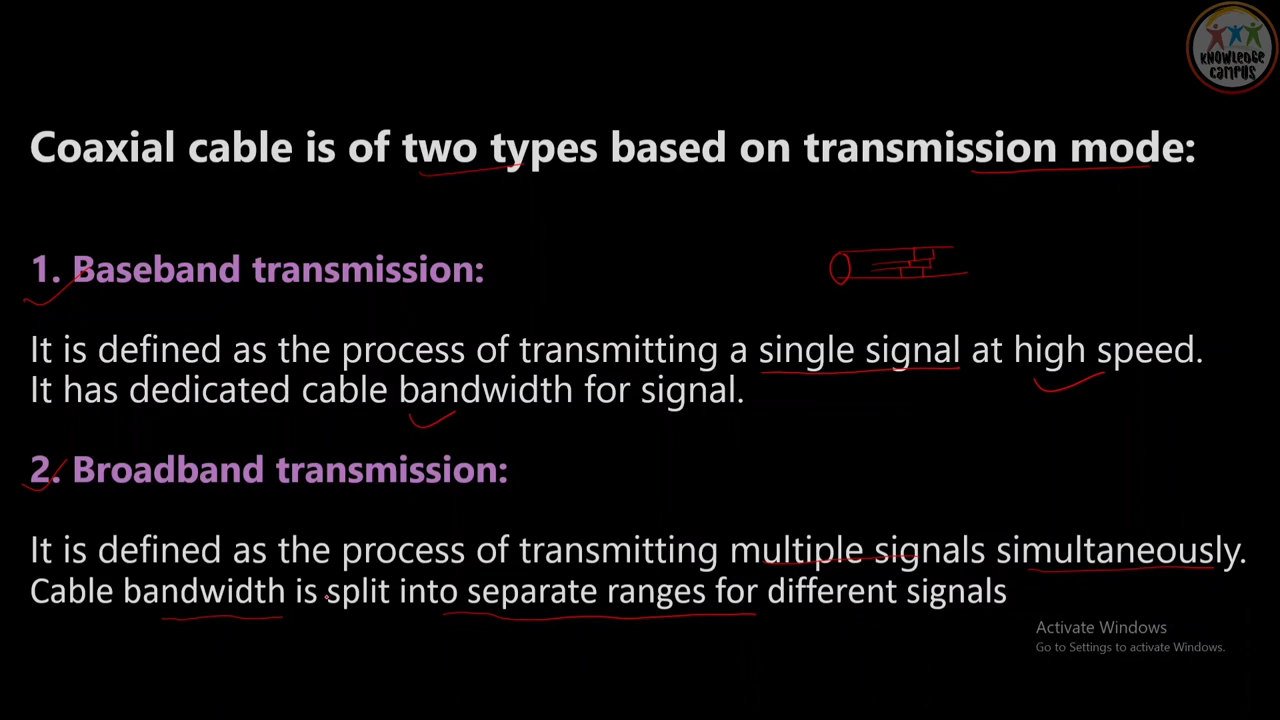 KNOWLEDGE
CAMPUS
Coaxial cable is of two types based on transmission mode:
1. Baseband transmission:
It is defined as the process of transmitting a single signal at high speed.
It has dedicated cable bandwidth for signal.
2. Broadband transmission:
It is defined as the process of transmitting multiple signals simultaneously.
Cable bandwidth is split into separate ranges for different signals
Activate Windows
Go to Settings to activate Windows.